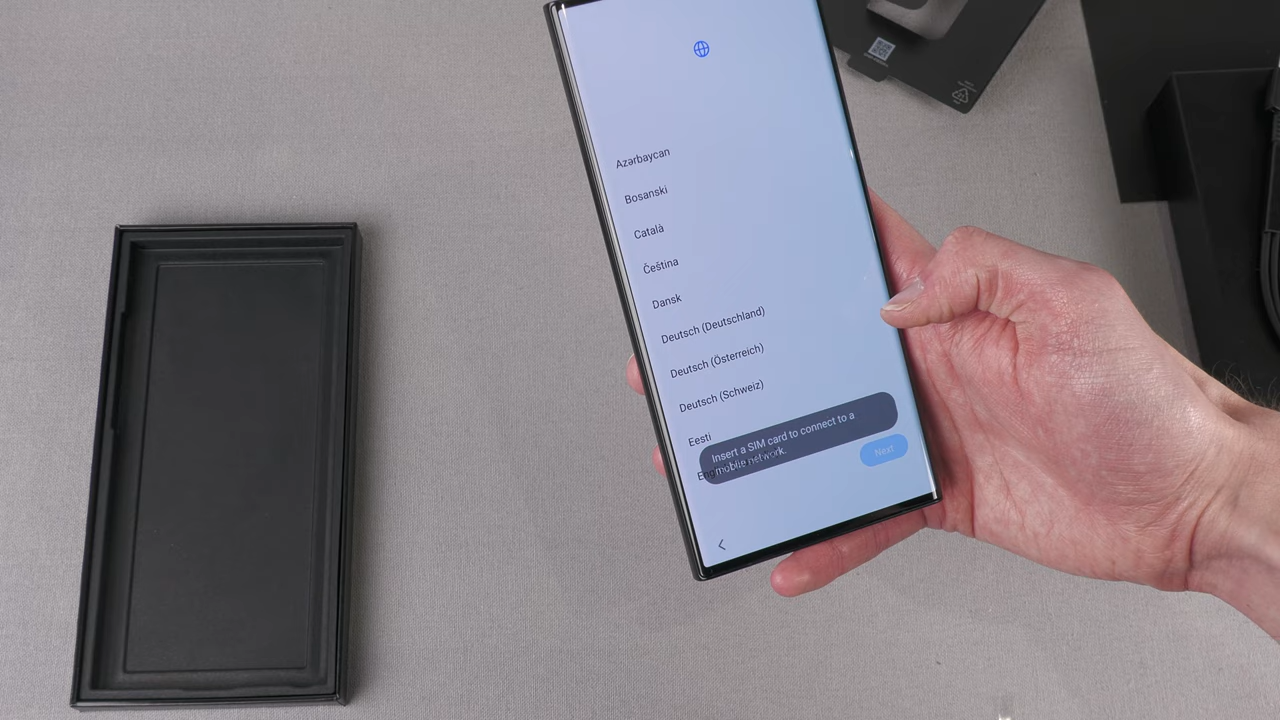 Azərbaycan
Bosanski
Català
Čeština
Dansk
Deutsch (Deutschland)
Deutsch (Österreich)
Deutsch (Schweiz)
Eesti
Insert a SIM card to connect to a
mobile network.
Next